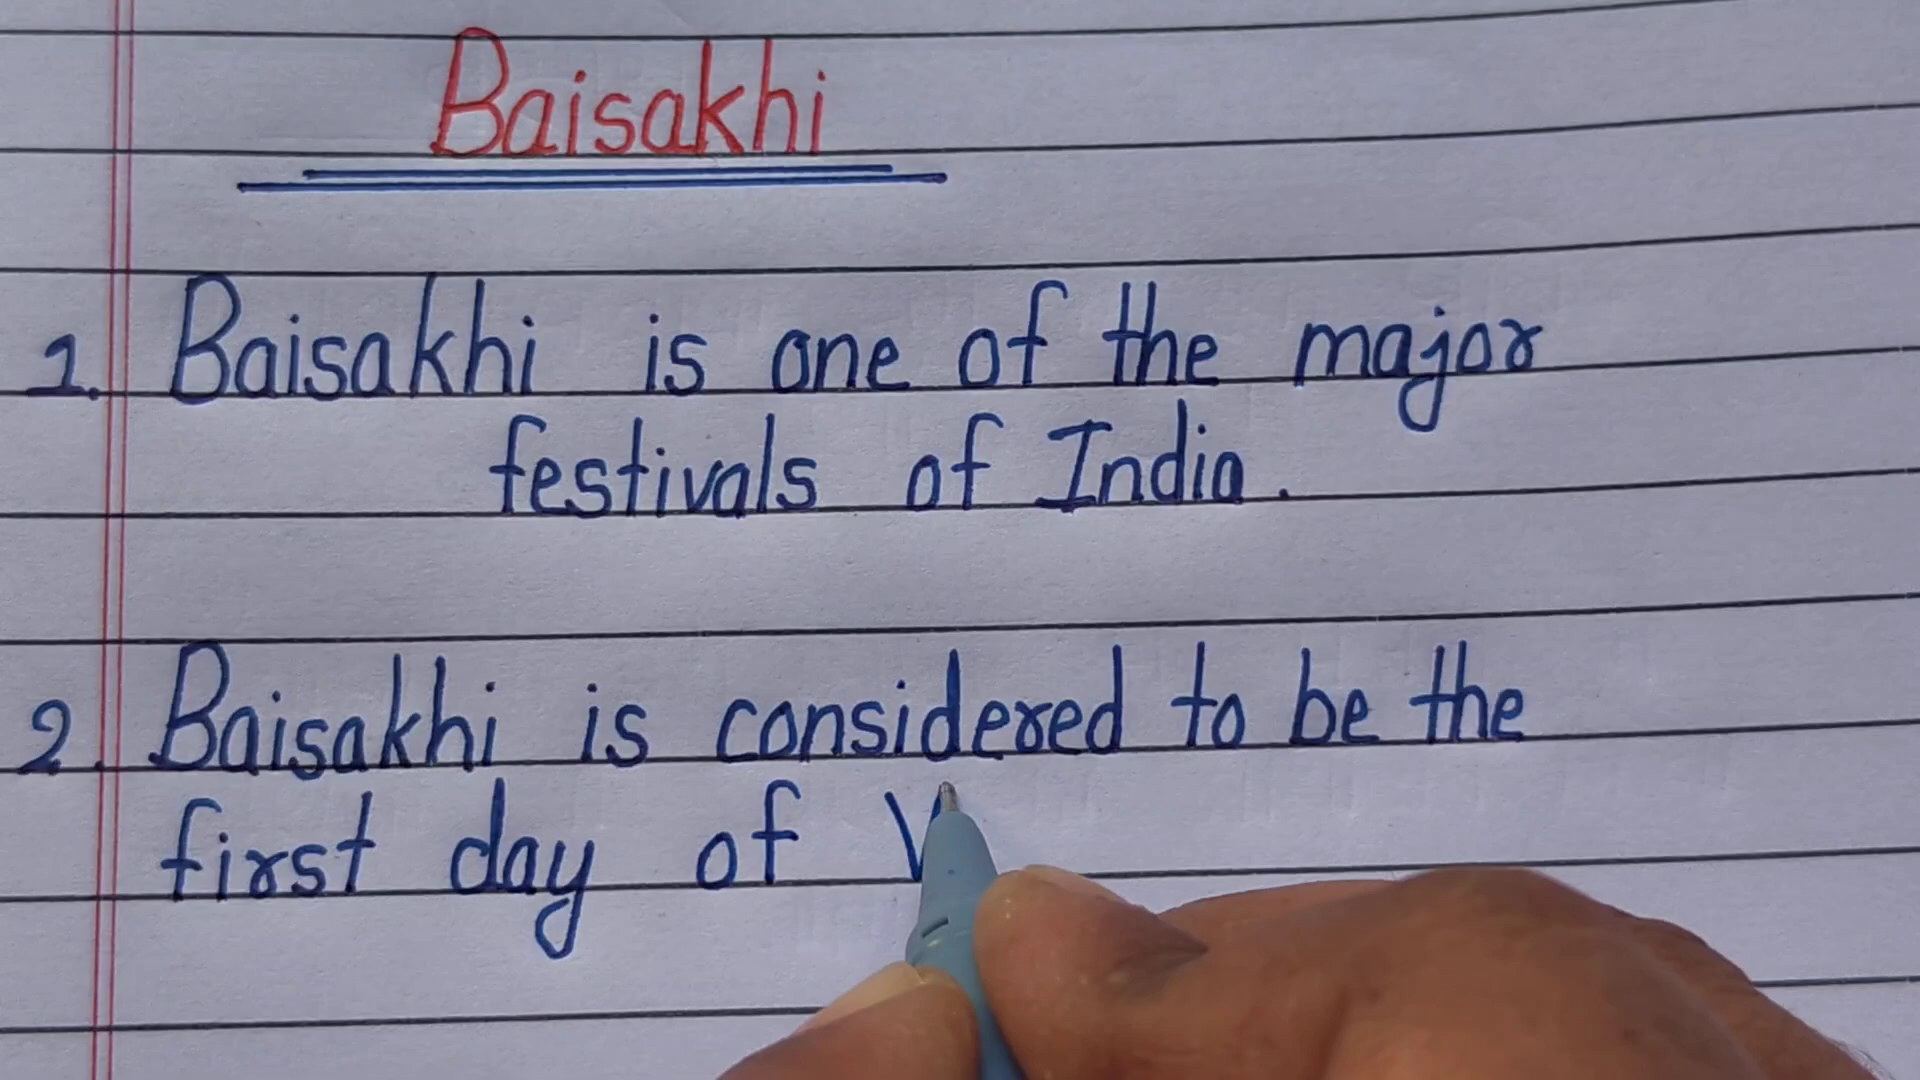 Baisakhi
1. Baisakhi is one of the major
festivals of India.
2. Baisakhi is considered to be the
first day of V